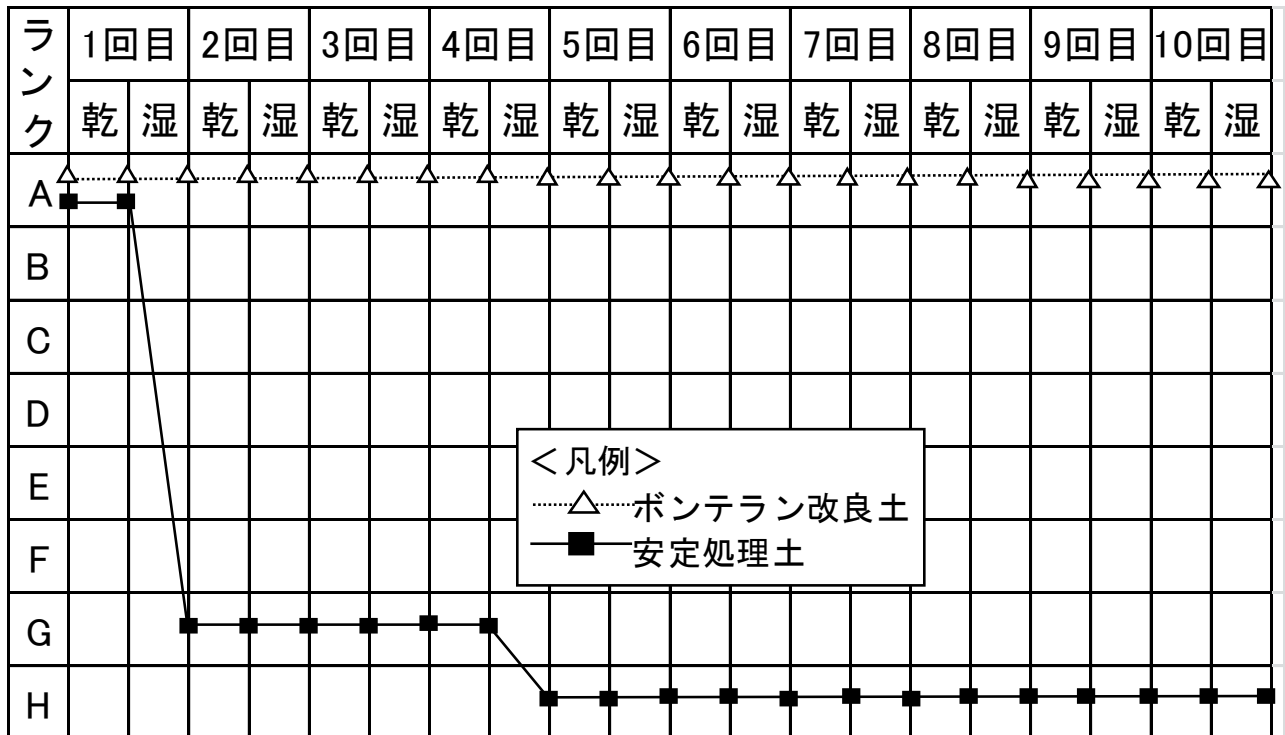 ランク 1回目 2回目 3回目 4回目 5回目 6回目 7回目 8回目 9回目 10回目
乾 湿 乾 湿 乾 湿 乾 湿 乾 湿 乾 湿 乾 湿 乾 湿 乾 湿 乾 湿
A
B
C
D
E
F
G
H
＜凡例＞
ボンテラン改良土
安定処理土